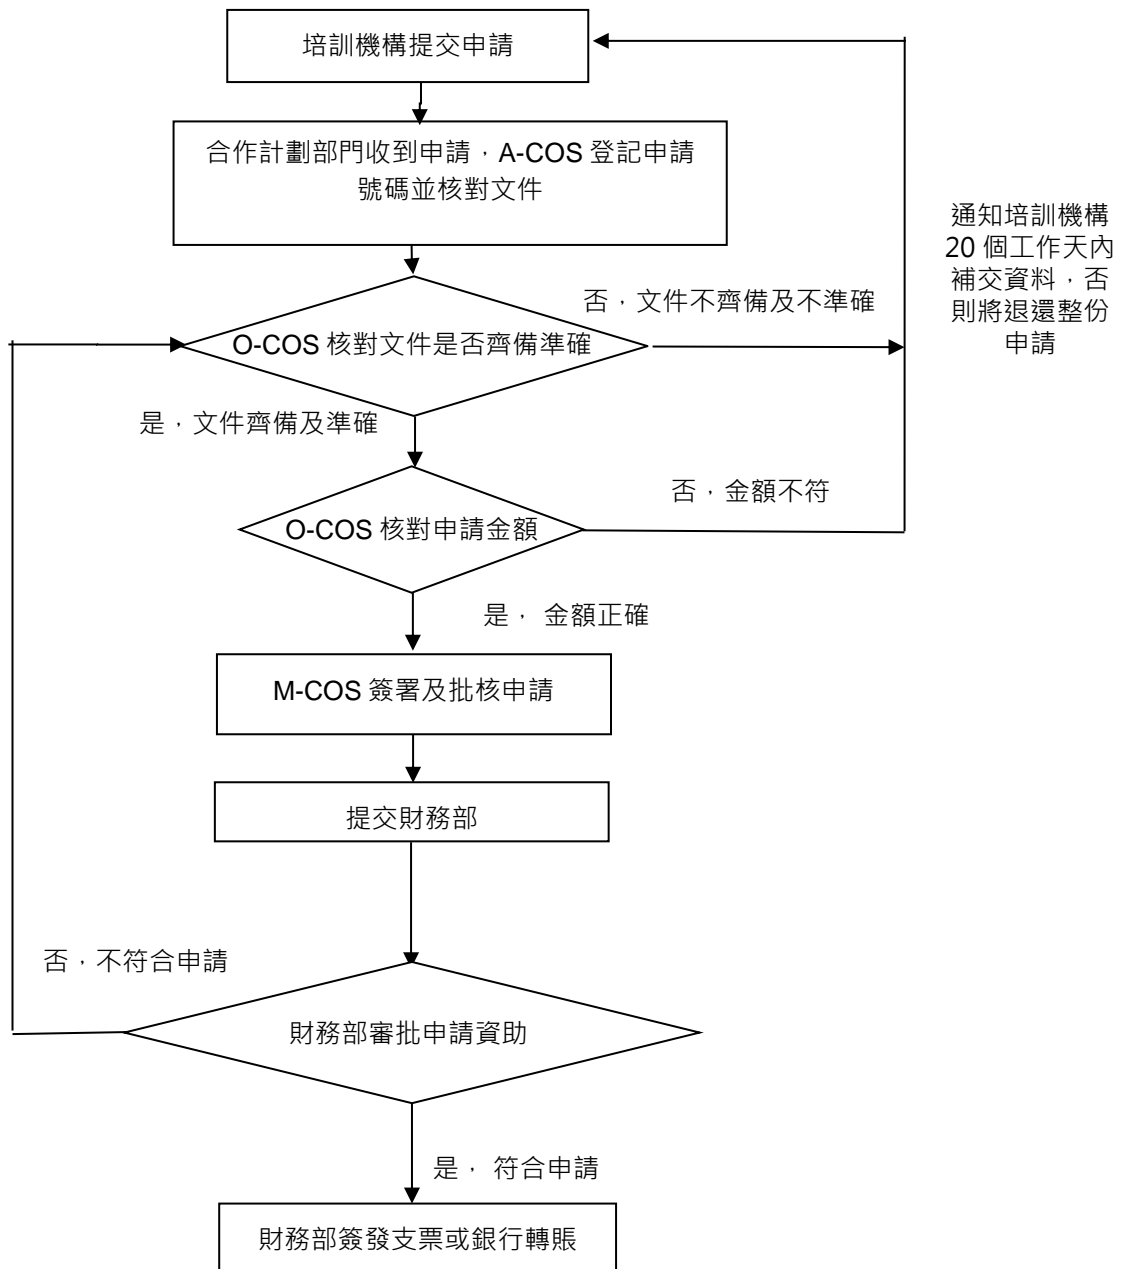 培訓機構提交申請
合作計劃部門收到申請，A-COS 登記申請
號碼並核對文件
通知培訓機構
20 個工作天內
補交資料，否
則將退還整份
申請
否，文件不齊備及不準確
O-COS 核對文件是否齊備準確
是，文件齊備及準確
否，金額不符
O-COS 核對申請金額
是， 金額正確
M-COS 簽署及批核申請
提交財務部
否，不符合申請
財務部審批申請資助
是， 符合申請
財務部簽發支票或銀行轉賬